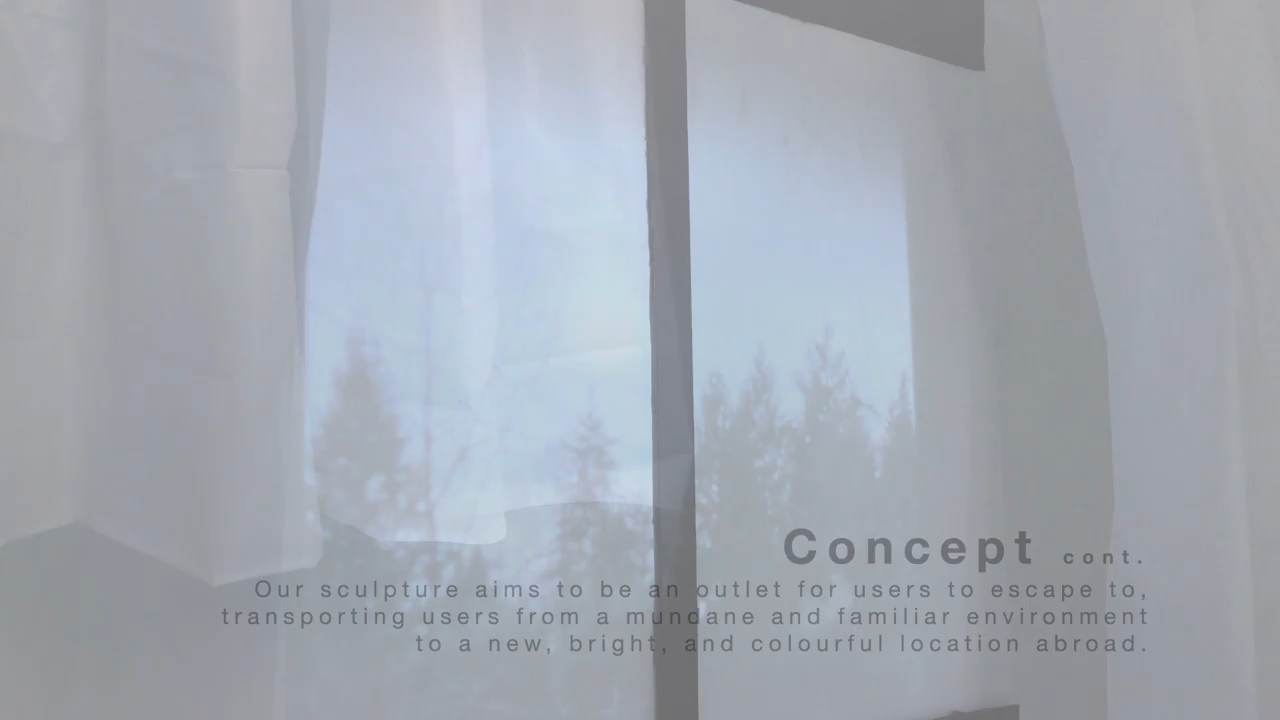 Concept cont.
Our sculpture aims to be an outlet for users to escape to,
transporting users from a mundane and familiar environment
to a new, bright, and colourful location abroad.